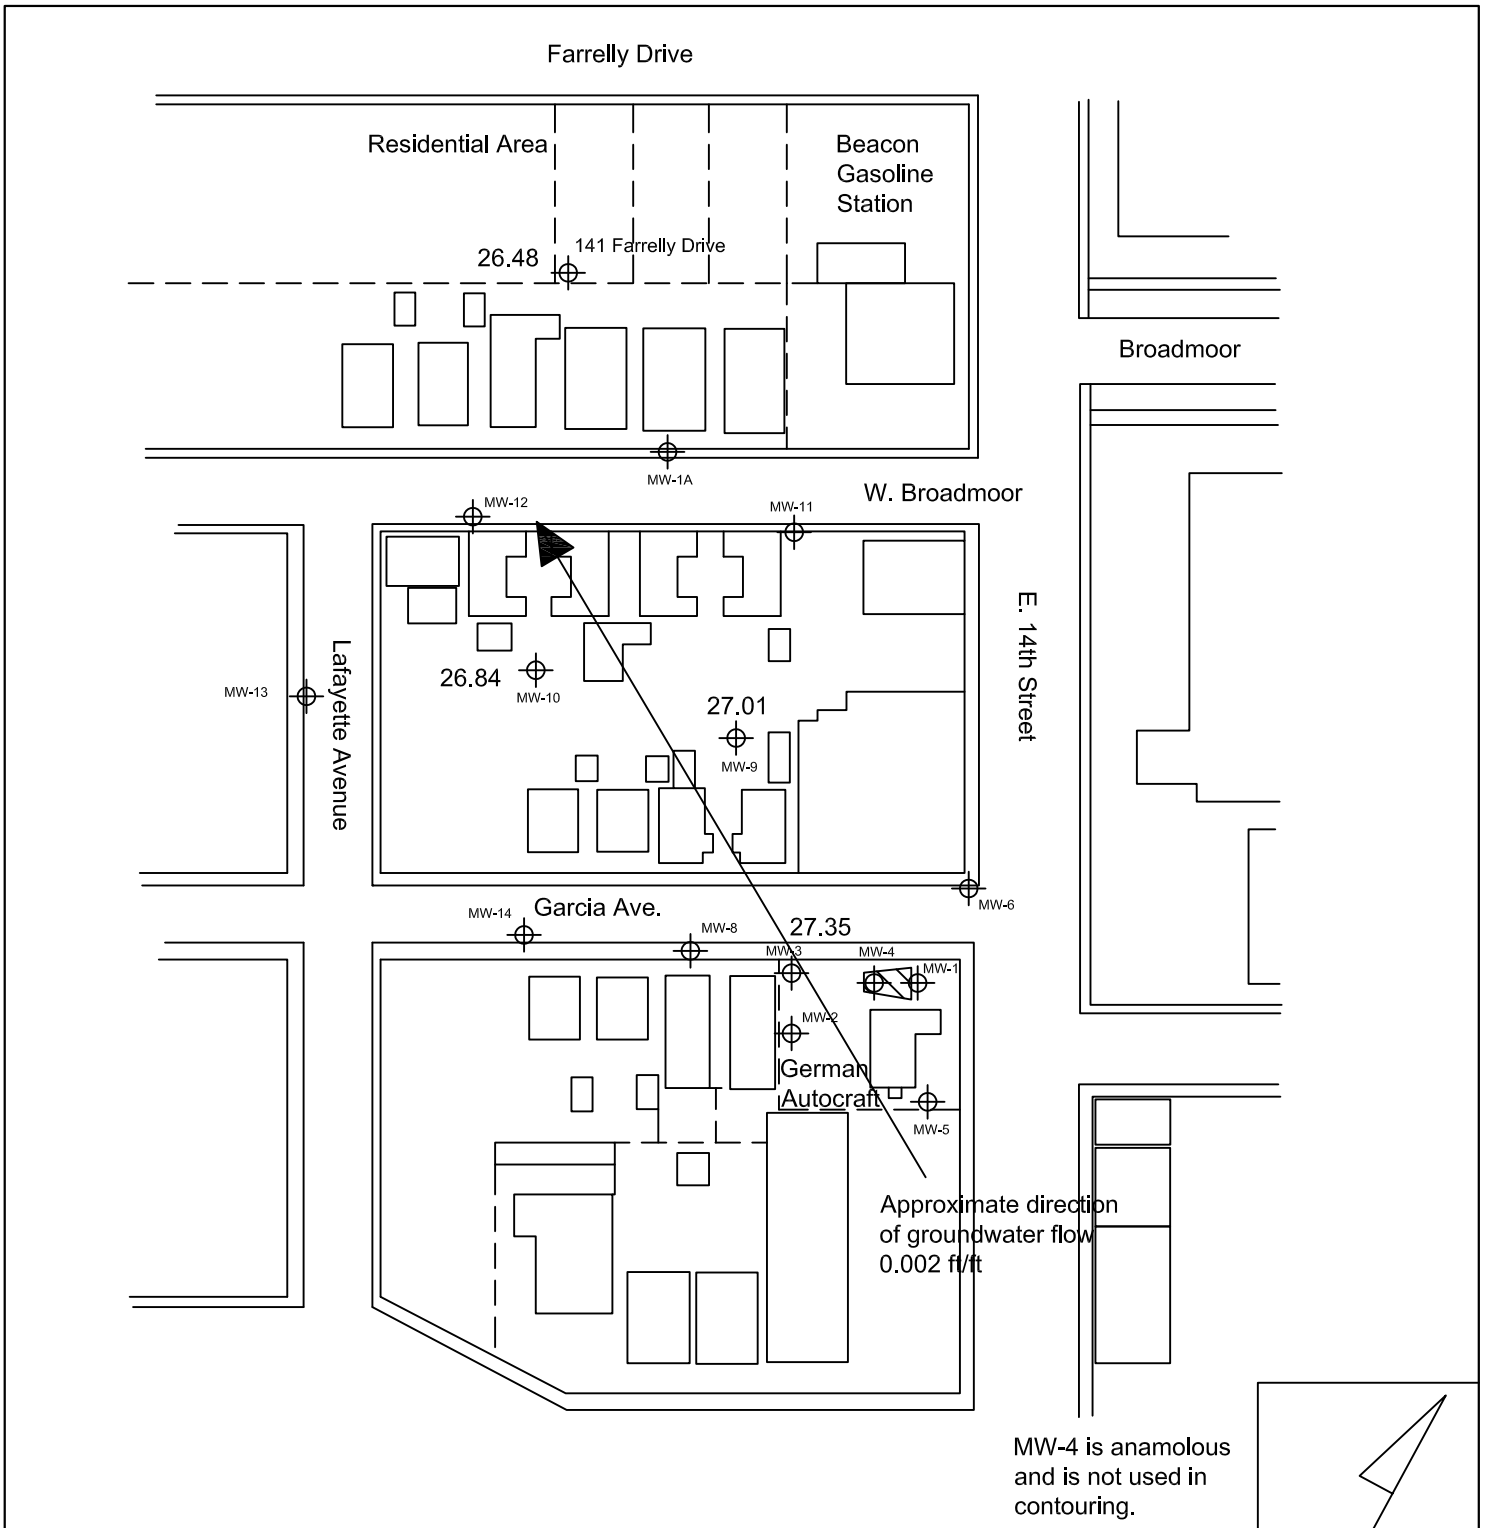 Farrelly Drive
Residential Area
Beacon
Gasoline
Station
26.48
141 Farrelly Drive
Broadmoor
MW-1A
W. Broadmoor
MW-12
MW-11
E. 14th Street
Lafayette Avenue
MW-13
26.84
MW-10
27.01
MW-9
MW-6
Garcia Ave.
MW-14
MW-8
27.35
MW-3
MW-4
MW-1
MW-2
German
Autocraft
MW-5
Approximate direction
of groundwater flow
0.002 ft/ft
MW-4 is anamolous
and is not used in
contouring.